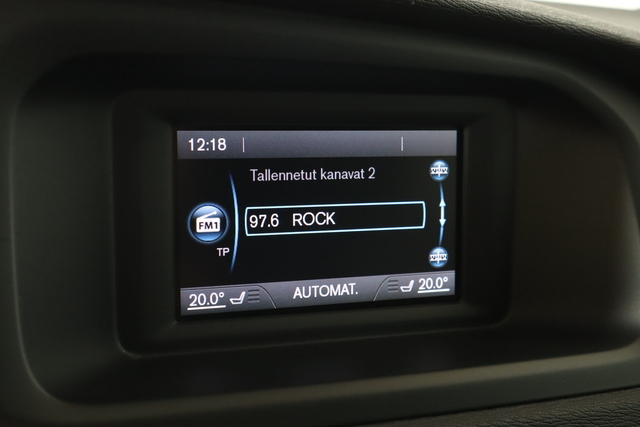 12:18
Tallennetut kanavat 2
FM1
97.6 ROCK
TP
20.0° AUTOMAT. 20.0°